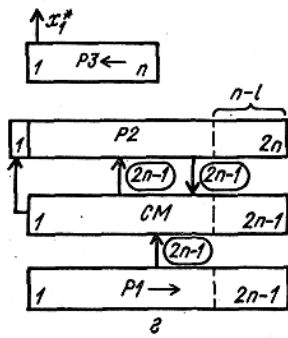 x₁*
1 P3 ← n
n-l
1 P2 2n
2n-1 2n-1
1 СМ 2n-1
2n-1
1 P1 → 2n-1
г